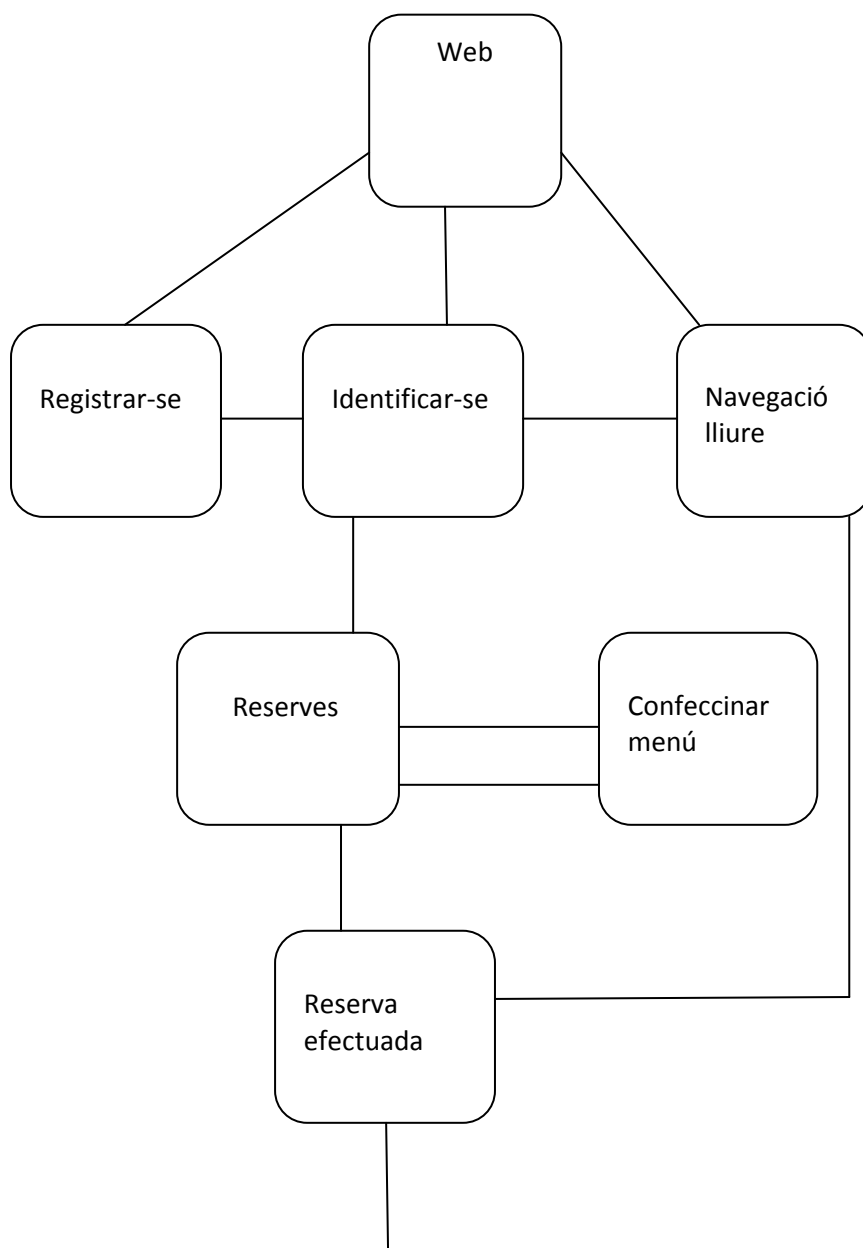 Web
Registrar-se
Identificar-se
Navegació
lliure
Reserves
Confeccinar
menú
Reserva
efectuada